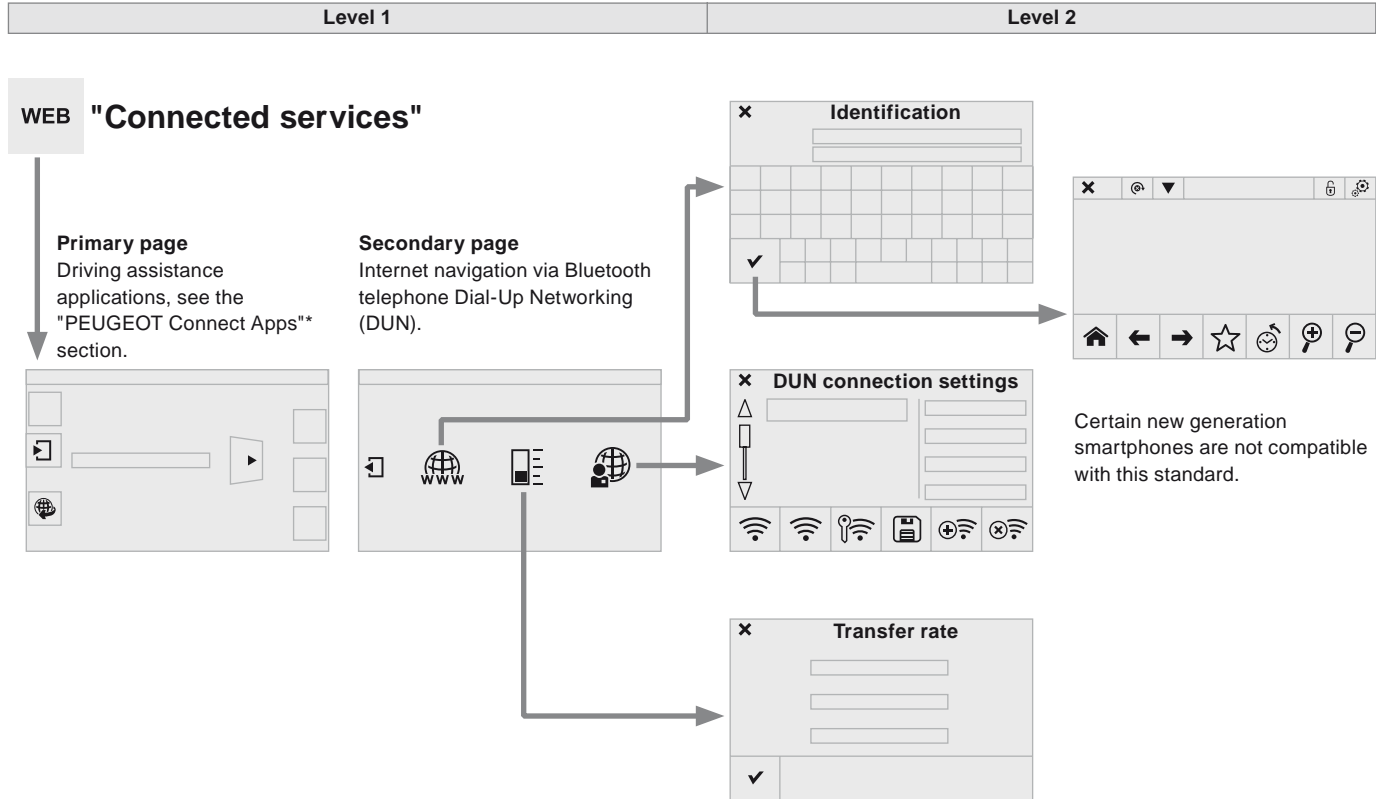 Level 1
Level 2
WEB "Connected services"
Primary page
Driving assistance
applications, see the
"PEUGEOT Connect Apps"*
section.
Secondary page
Internet navigation via Bluetooth
telephone Dial-Up Networking
(DUN).
www
Identification
DUN connection settings
Certain new generation
smartphones are not compatible
with this standard.
Transfer rate